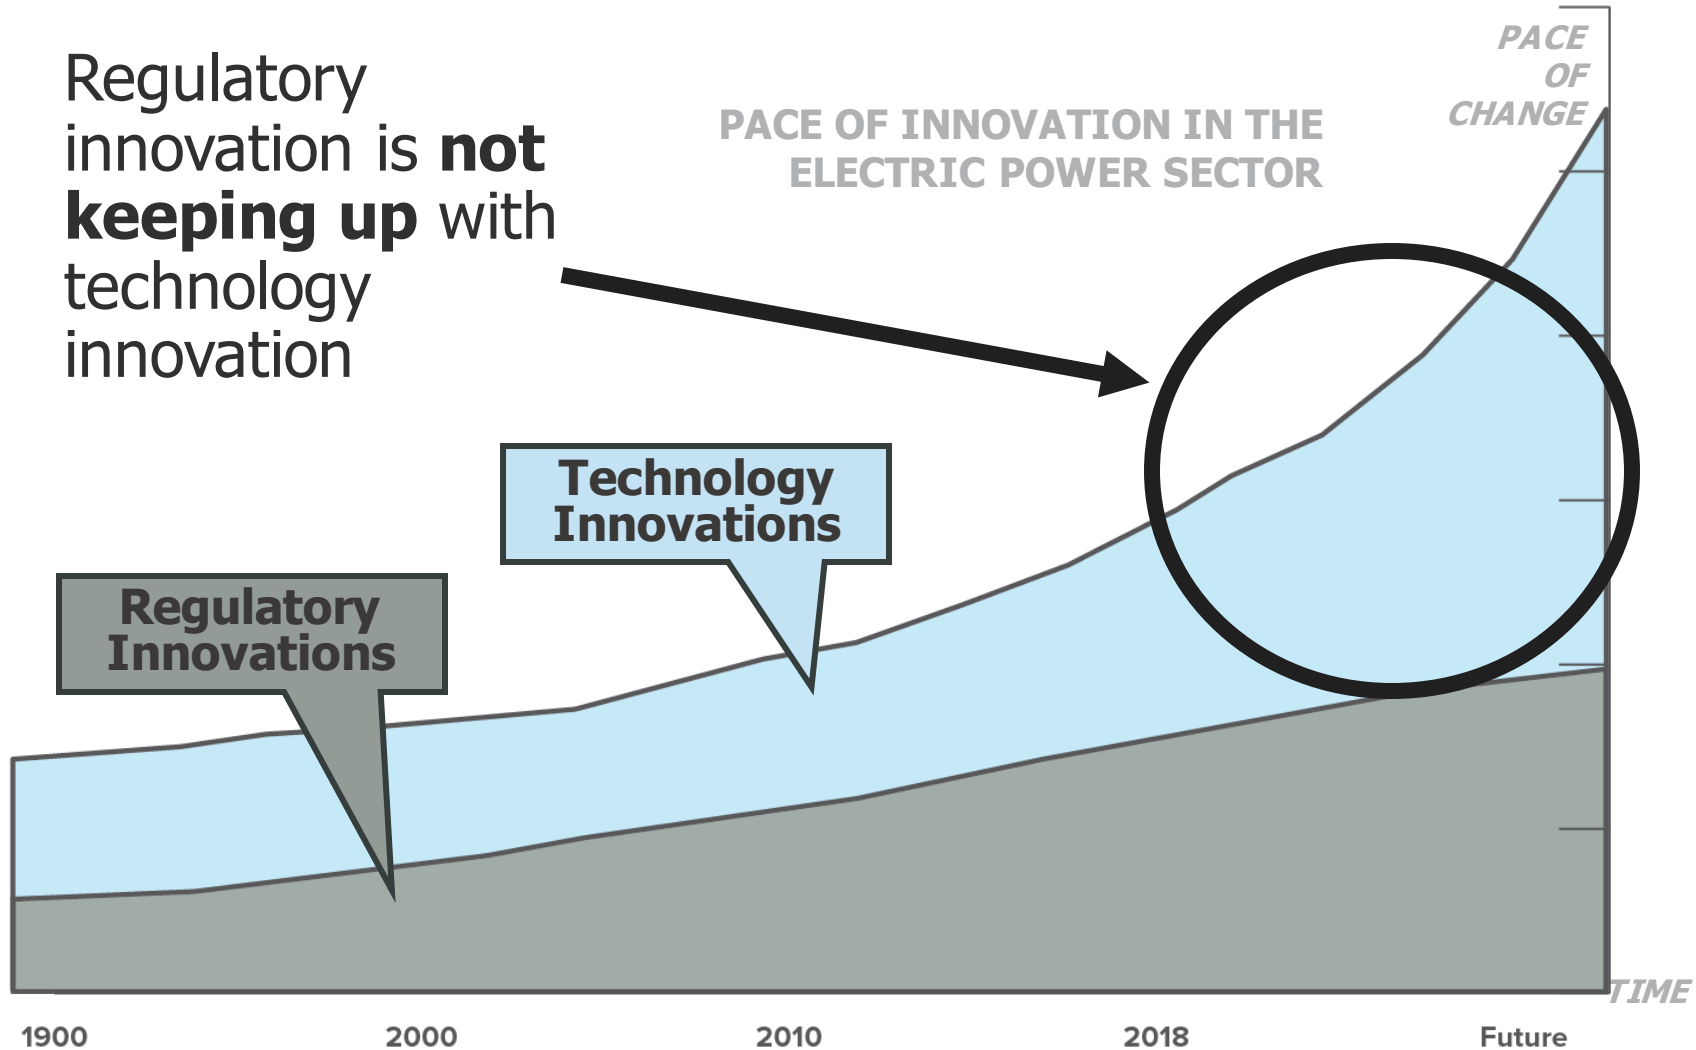 Regulatory
innovation is not
keeping up with
technology
innovation
PACE
OF
CHANGE
PACE OF INNOVATION IN THE
ELECTRIC POWER SECTOR
Technology
Innovations
Regulatory
Innovations
TIME
1900
2000
2010
2018
Future